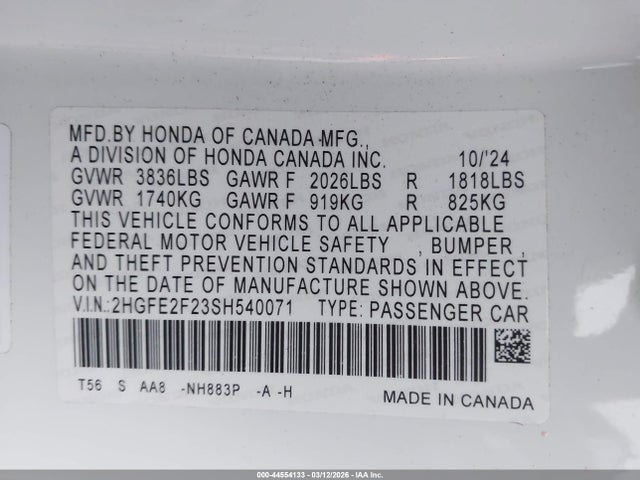 MFD.BY HONDA OF CANADA MFG.,
A DIVISION OF HONDA CANADA INC. 10/'24
GVWR 3836LBS GAWR F 2026LBS R 1818LBS
GVWR 1740KG GAWR F 919KG R 825KG
THIS VEHICLE CONFORMS TO ALL APPLICABLE
FEDERAL MOTOR VEHICLE SAFETY , BUMPER ,
AND THEFT PREVENTION STANDARDS IN EFFECT
ON THE DATE OF MANUFACTURE SHOWN ABOVE.
V.I.N.:2HGFE2F23SH540071 TYPE: PASSENGER CAR
T56 S AA8 -NH883P -A -H
MADE IN CANADA
000-44554133 - 03/12/2026 - IAA Inc.